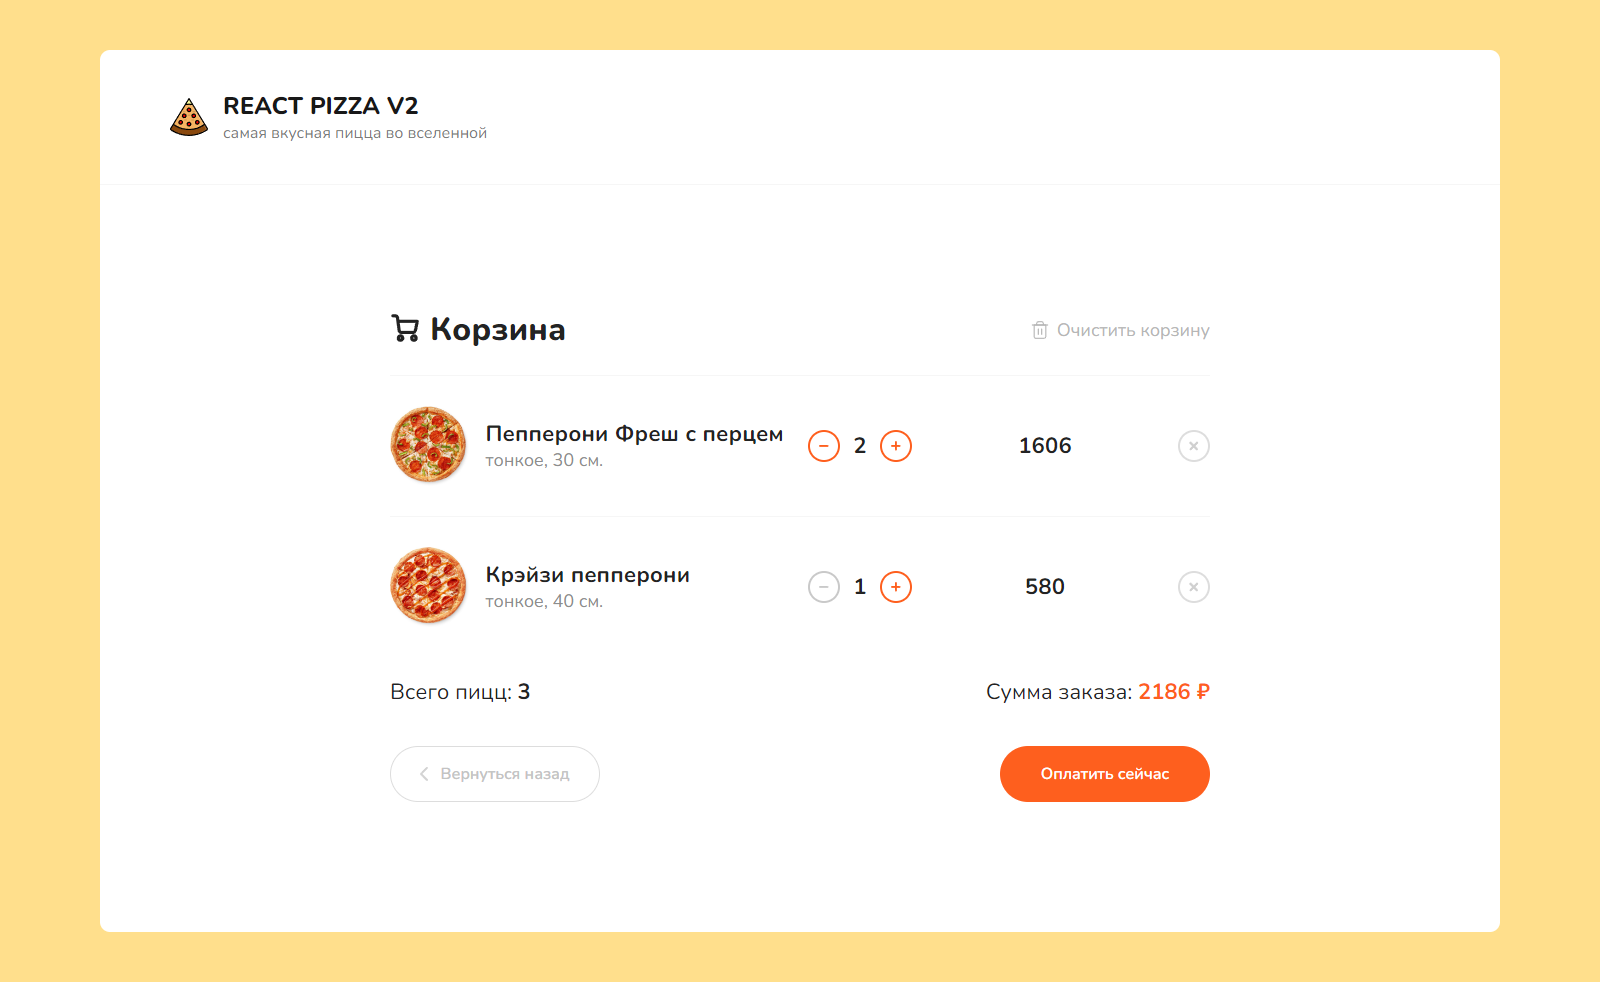 REACT PIZZA V2
самая вкусная пицца во вселенной
Корзина
Очистить корзину
Пепперони Фреш с перцем
тонкое, 30 см.
2
1606
Крэйзи пепперони
тонкое, 40 см.
1
580
Всего пицц: 3
Сумма заказа: 2186 ₽
Вернуться назад
Оплатить сейчас